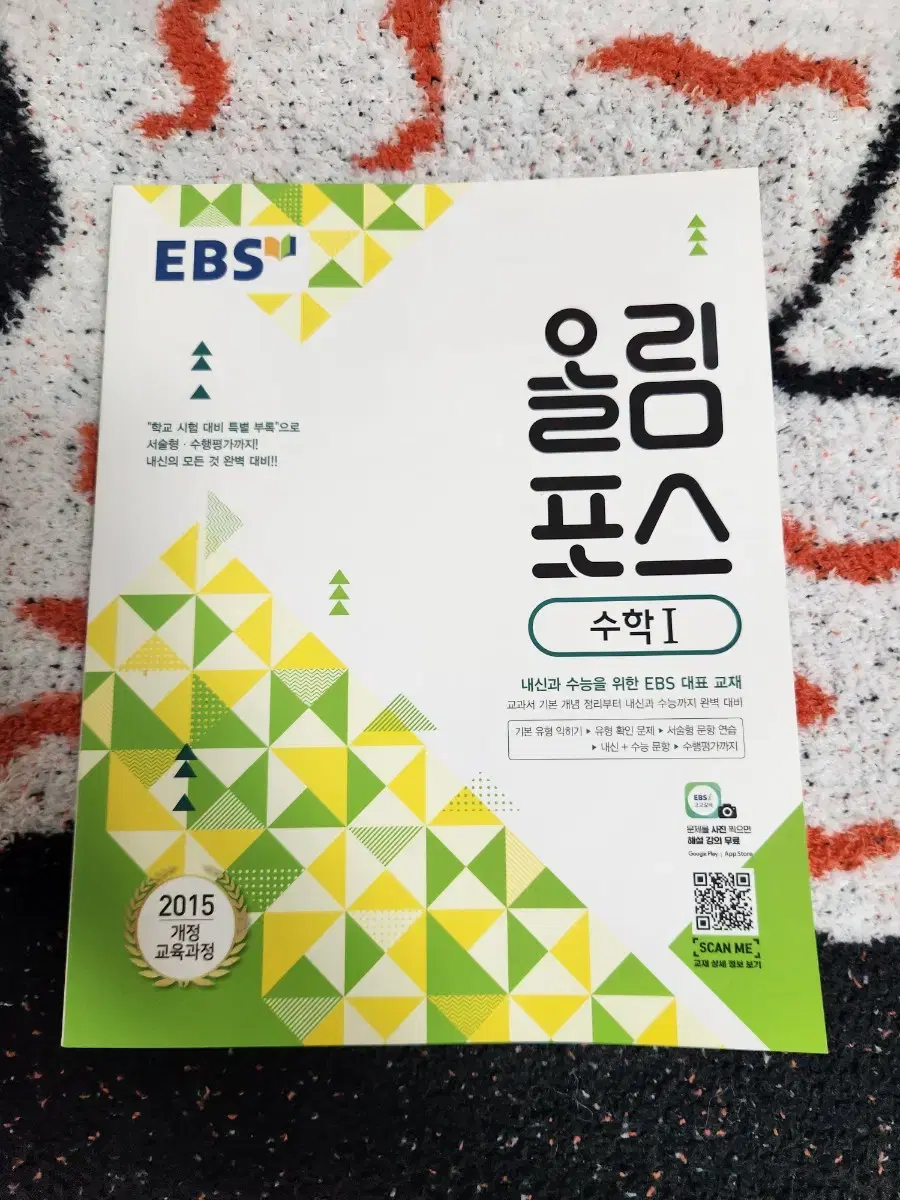 EBS
"학교 시험 대비 특별 부록"으로
서술형 · 수행평가까지!
내신의 모든 것 완벽 대비!!
올림
포스
수학 I
내신과 수능을 위한 EBS 대표 교재
교과서 기본 개념 정리부터 내신과 수능까지 완벽 대비
기본 유형 익히기 ▶ 유형 확인 문제 ▶ 서술형 문항 연습
▶ 내신 + 수능 문항 ▶ 수행평가까지
EBS i
고교강의
문제를 사진 찍으면
해설 강의 무료
Google Play | App Store
SCAN ME
교재 상세 정보 보기
2015
개정
교육과정